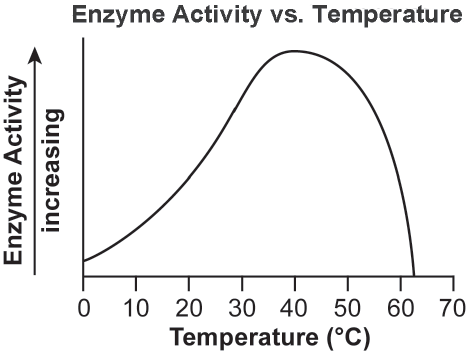 Enzyme Activity vs. Temperature
Enzyme Activity
increasing
0 10 20 30 40 50 60 70
Temperature (°C)